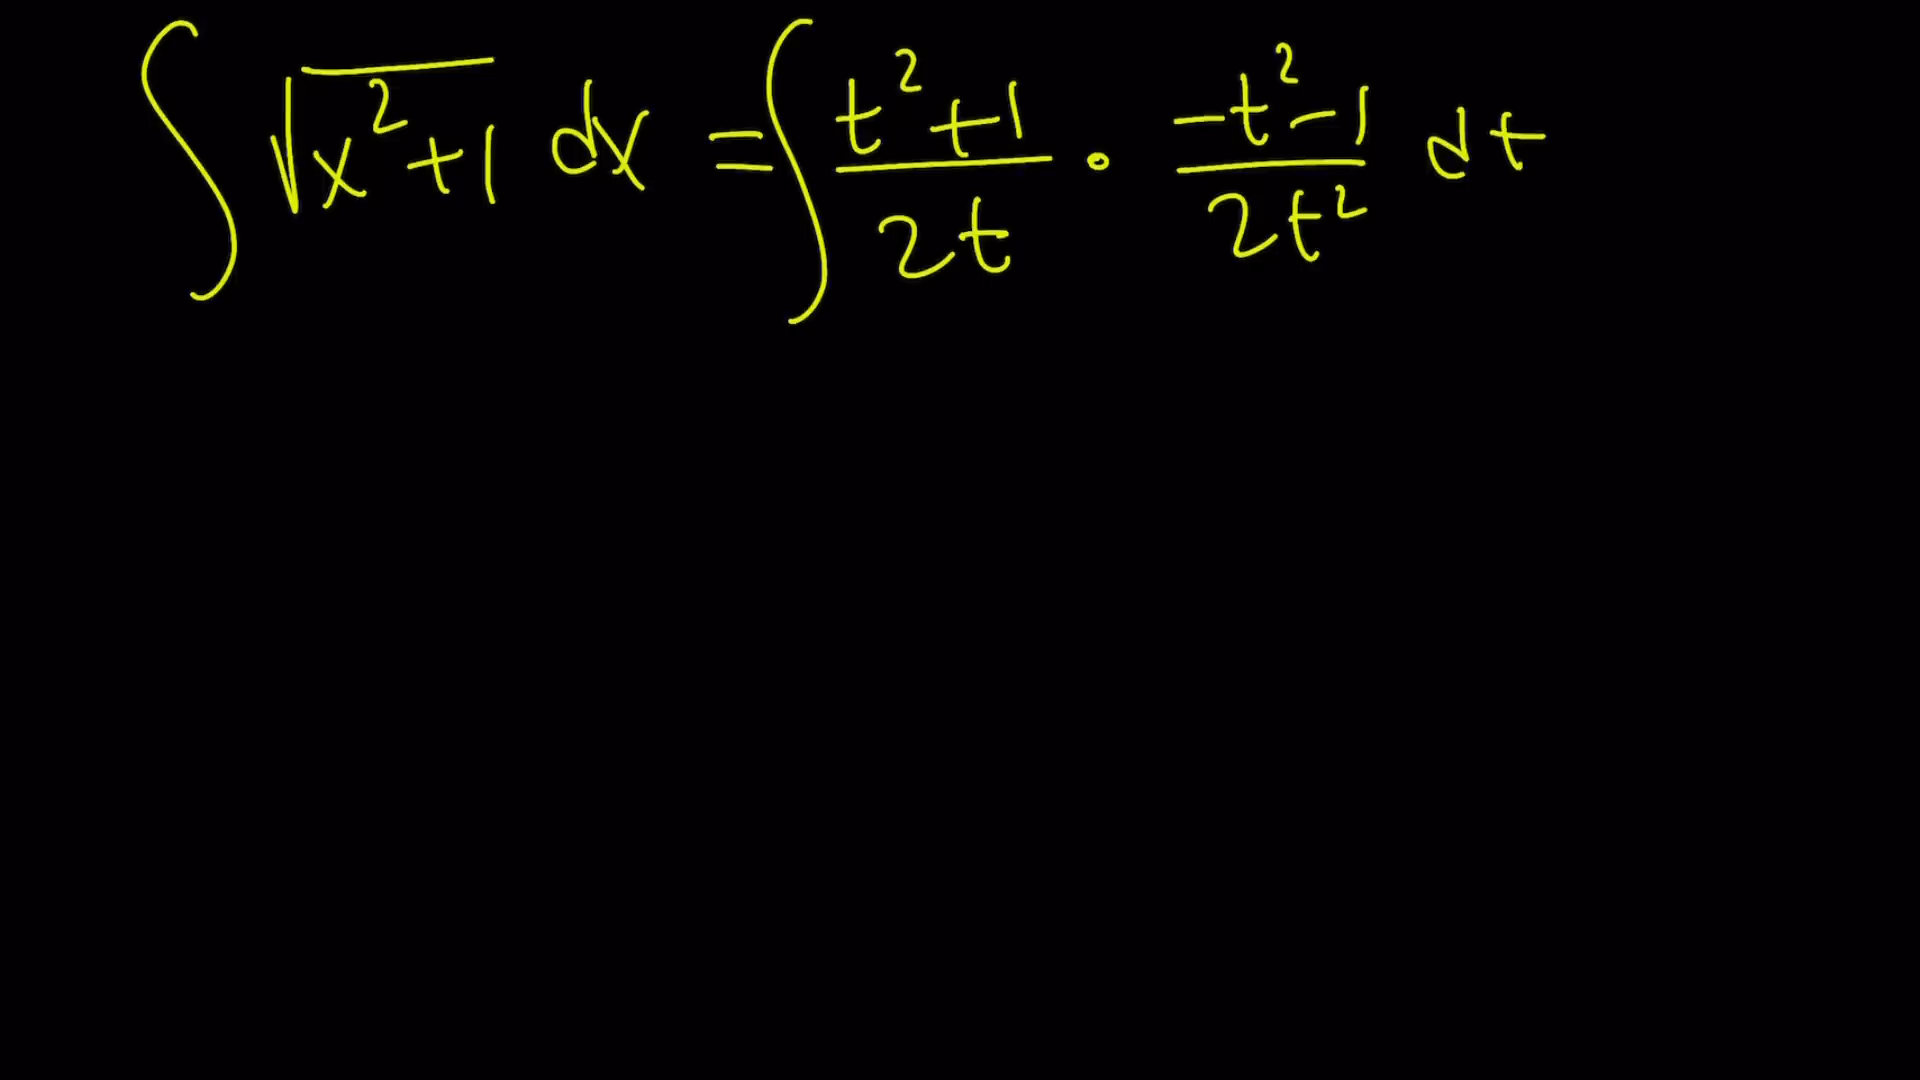 ∫ √(x²+1) dx = ∫ (t²+1)/(2t) · (-t²-1)/(2t²) dt